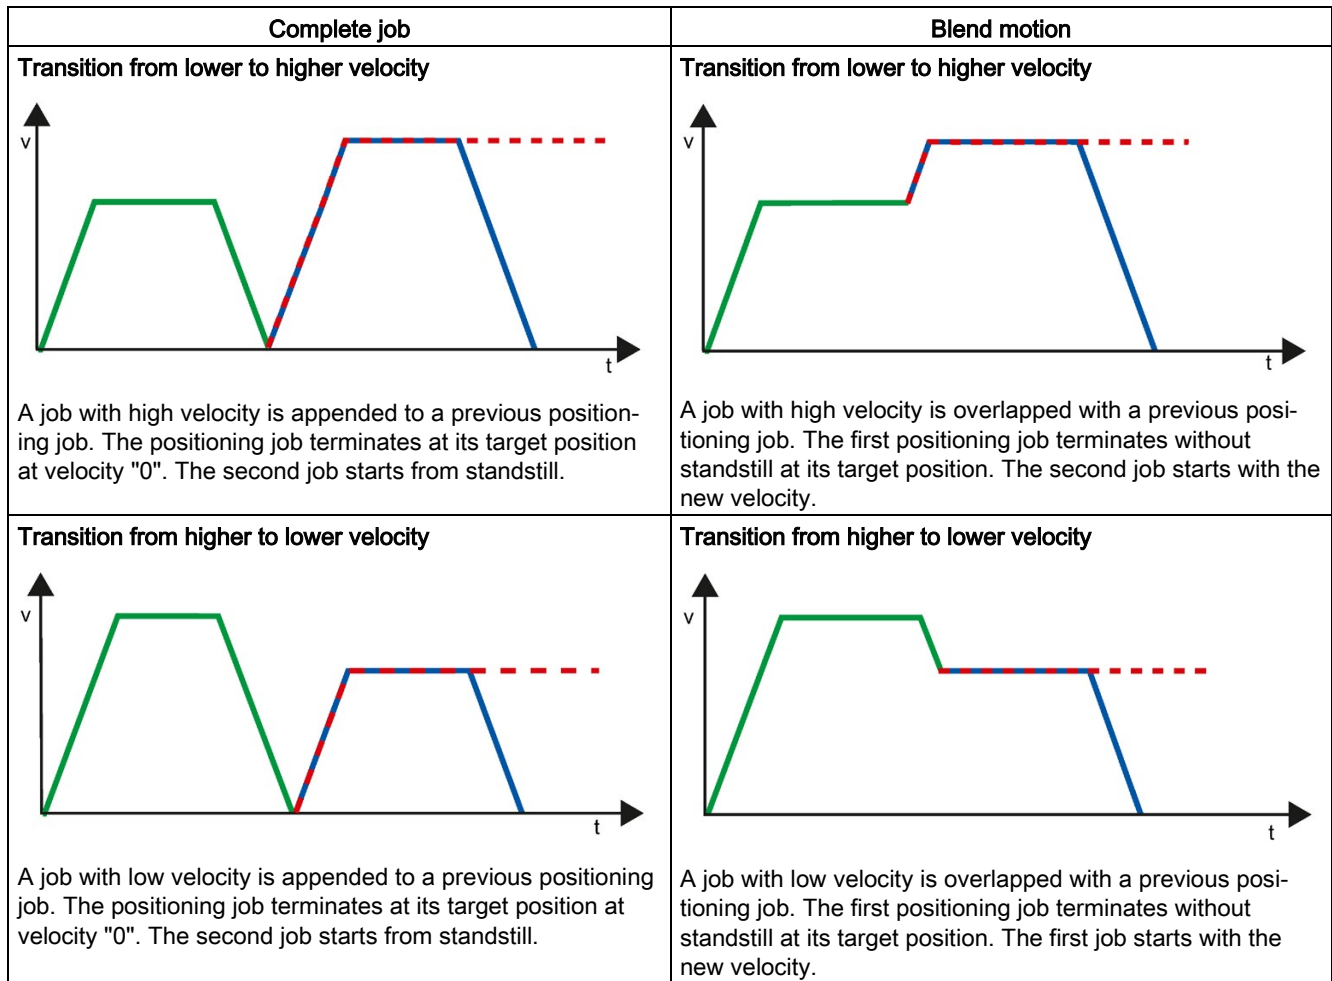 Complete job
Blend motion
Transition from lower to higher velocity
v
t
A job with high velocity is appended to a previous position-
ing job. The positioning job terminates at its target position
at velocity "0". The second job starts from standstill.
Transition from lower to higher velocity
v
t
A job with high velocity is overlapped with a previous posi-
tioning job. The first positioning job terminates without
standstill at its target position. The second job starts with the
new velocity.
Transition from higher to lower velocity
v
t
A job with low velocity is appended to a previous positioning
job. The positioning job terminates at its target position at
velocity "0". The second job starts from standstill.
Transition from higher to lower velocity
v
t
A job with low velocity is overlapped with a previous posi-
tioning job. The first positioning job terminates without
standstill at its target position. The first job starts with the
new velocity.